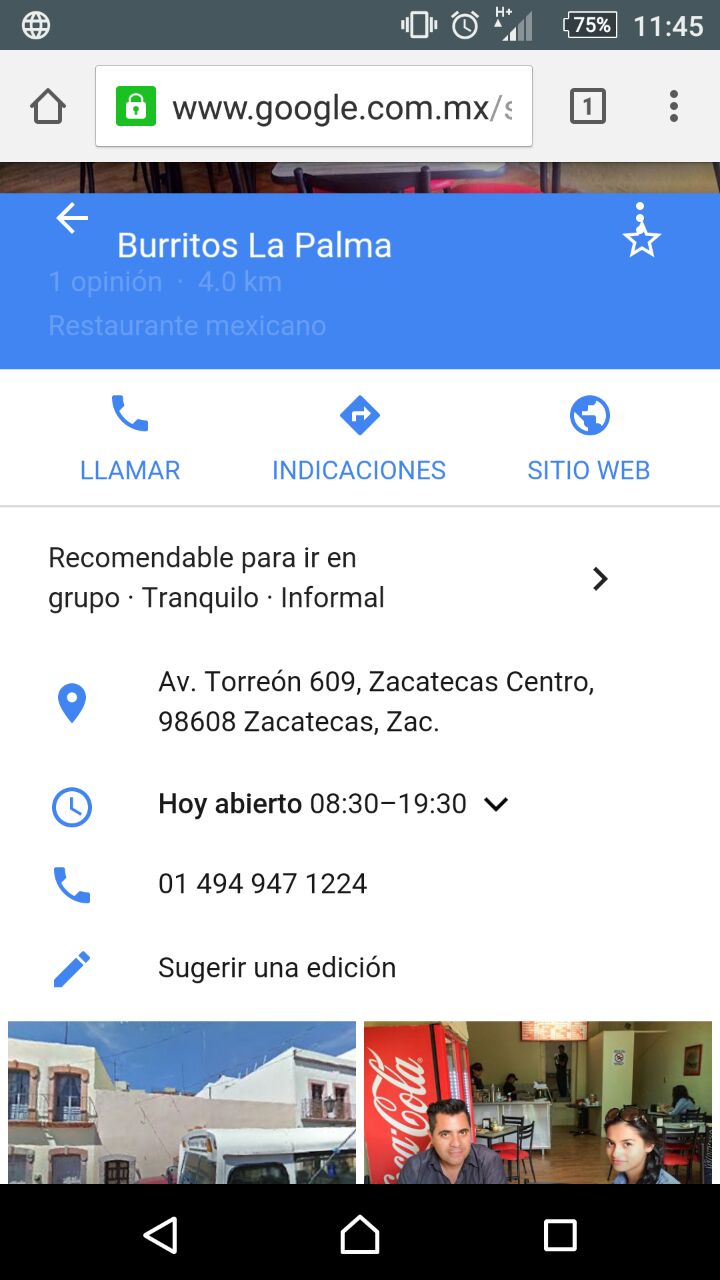 H+
75%
11:45
www.google.com.mx/s
1
Burritos La Palma
1 opinión · 4.0 km
Restaurante mexicano
LLAMAR
INDICACIONES
SITIO WEB
Recomendable para ir en
grupo · Tranquilo · Informal
Av. Torreón 609, Zacatecas Centro,
98608 Zacatecas, Zac.
Hoy abierto 08:30–19:30
01 494 947 1224
Sugerir una edición
Coca-Cola